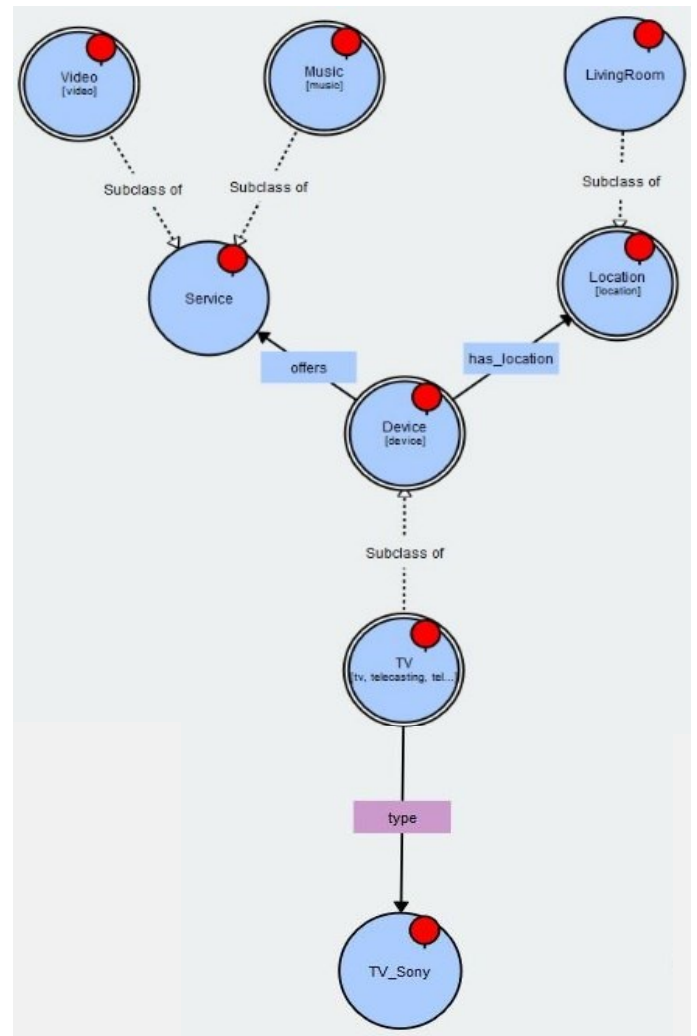 Video
[video]
Music
[music]
LivingRoom
Subclass of
Subclass of
Subclass of
Service
Location
[location]
offers
has_location
Device
[device]
Subclass of
TV
[tv, telecasting, tel...]
type
TV_Sony